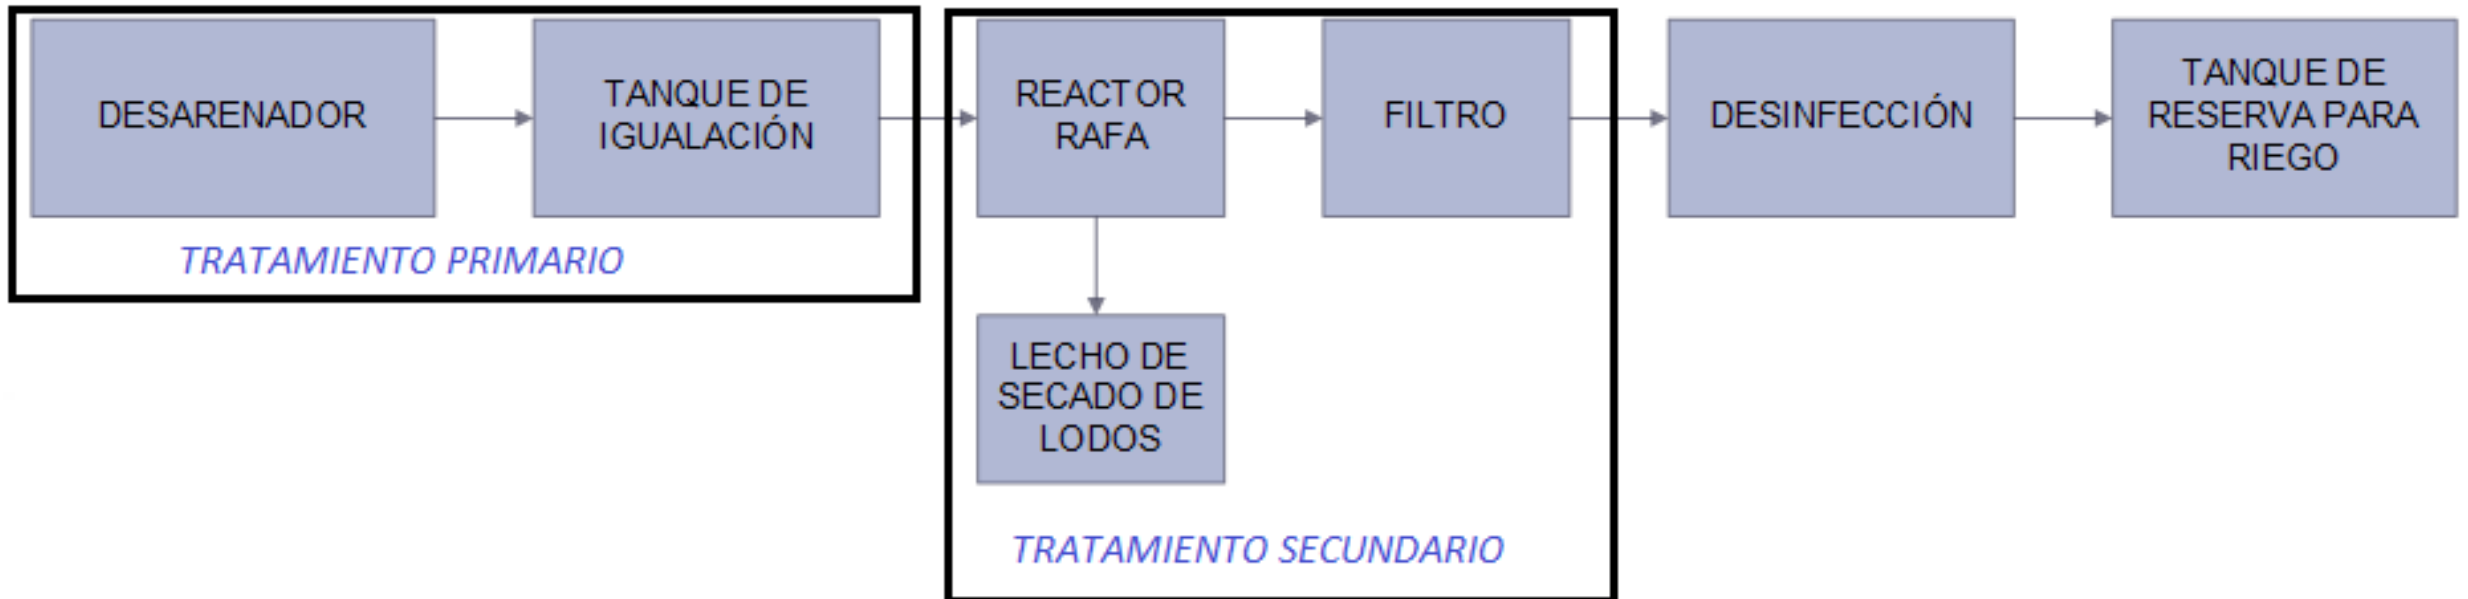 DESARENADOR
TANQUE DE
IGUALACIÓN
REACTOR
RAFA
FILTRO
DESINFECCIÓN
TANQUE DE
RESERVA PARA
RIEGO
TRATAMIENTO PRIMARIO
LECHO DE
SECADO DE
LODOS
TRATAMIENTO SECUNDARIO